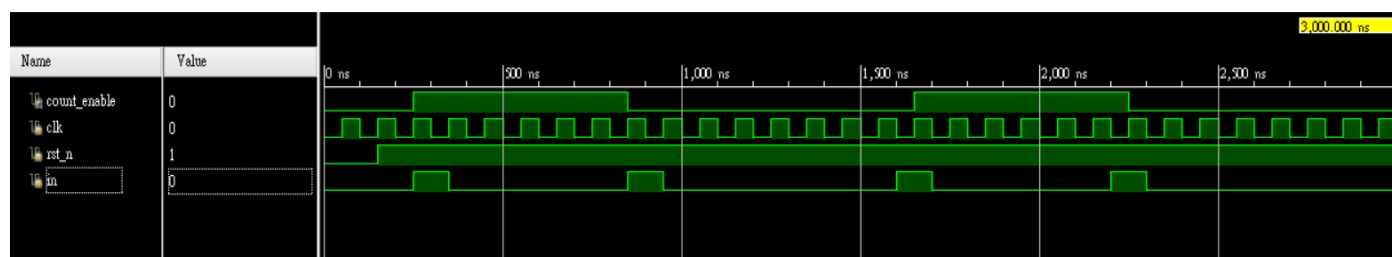 3,000.000 ns
Name Value
0 ns 500 ns 1,000 ns 1,500 ns 2,000 ns 2,500 ns
count_enable 0
clk 0
rst_n 1
in 0